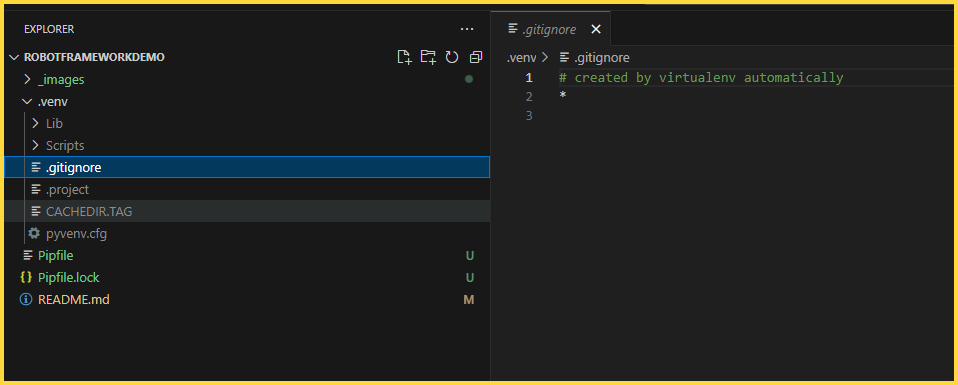 EXPLORER
ROBOTFRAMEWORKDEMO
_images
.venv
Lib
Scripts
.gitignore
.project
CACHEDIR.TAG
pyvenv.cfg
Pipfile U
Pipfile.lock U
README.md M
.gitignore
.venv > .gitignore
1 # created by virtualenv automatically
2 *
3